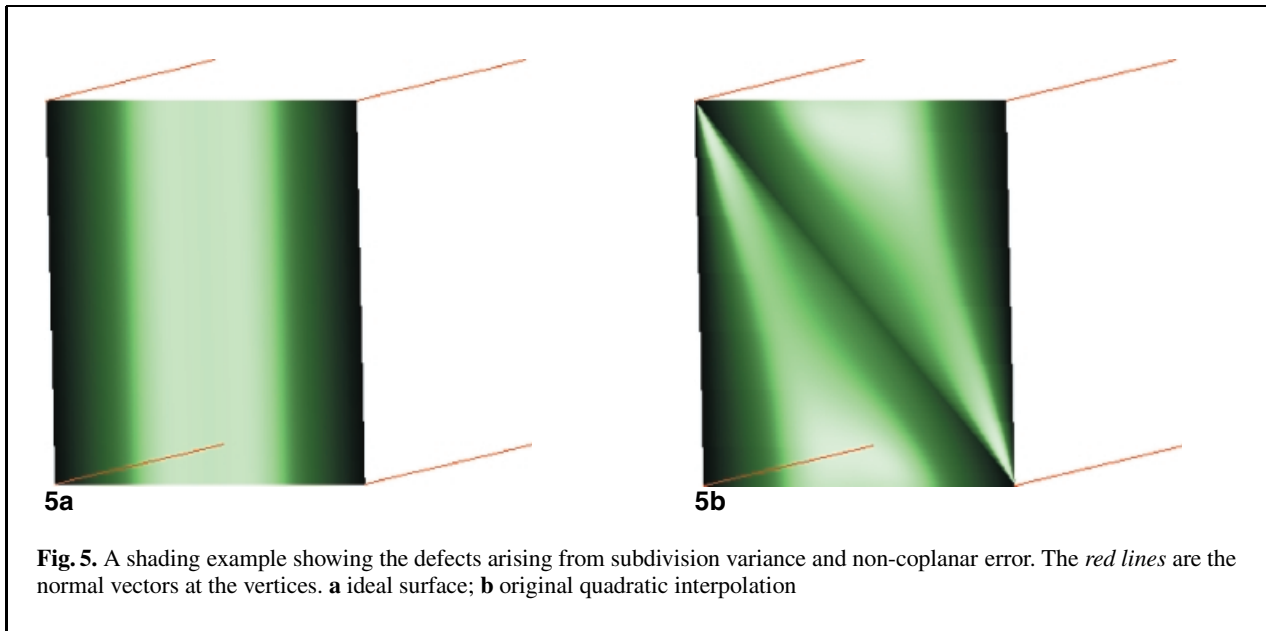 5a
5b
Fig. 5. A shading example showing the defects arising from subdivision variance and non-coplanar error. The red lines are the
normal vectors at the vertices. a ideal surface; b original quadratic interpolation